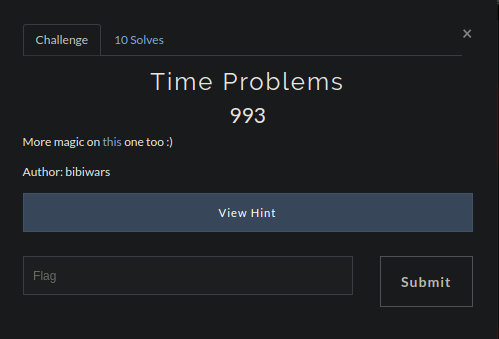 Challenge
10 Solves
×
Time Problems
993
More magic on this one too :)
Author: bibiwars
View Hint
Flag
Submit